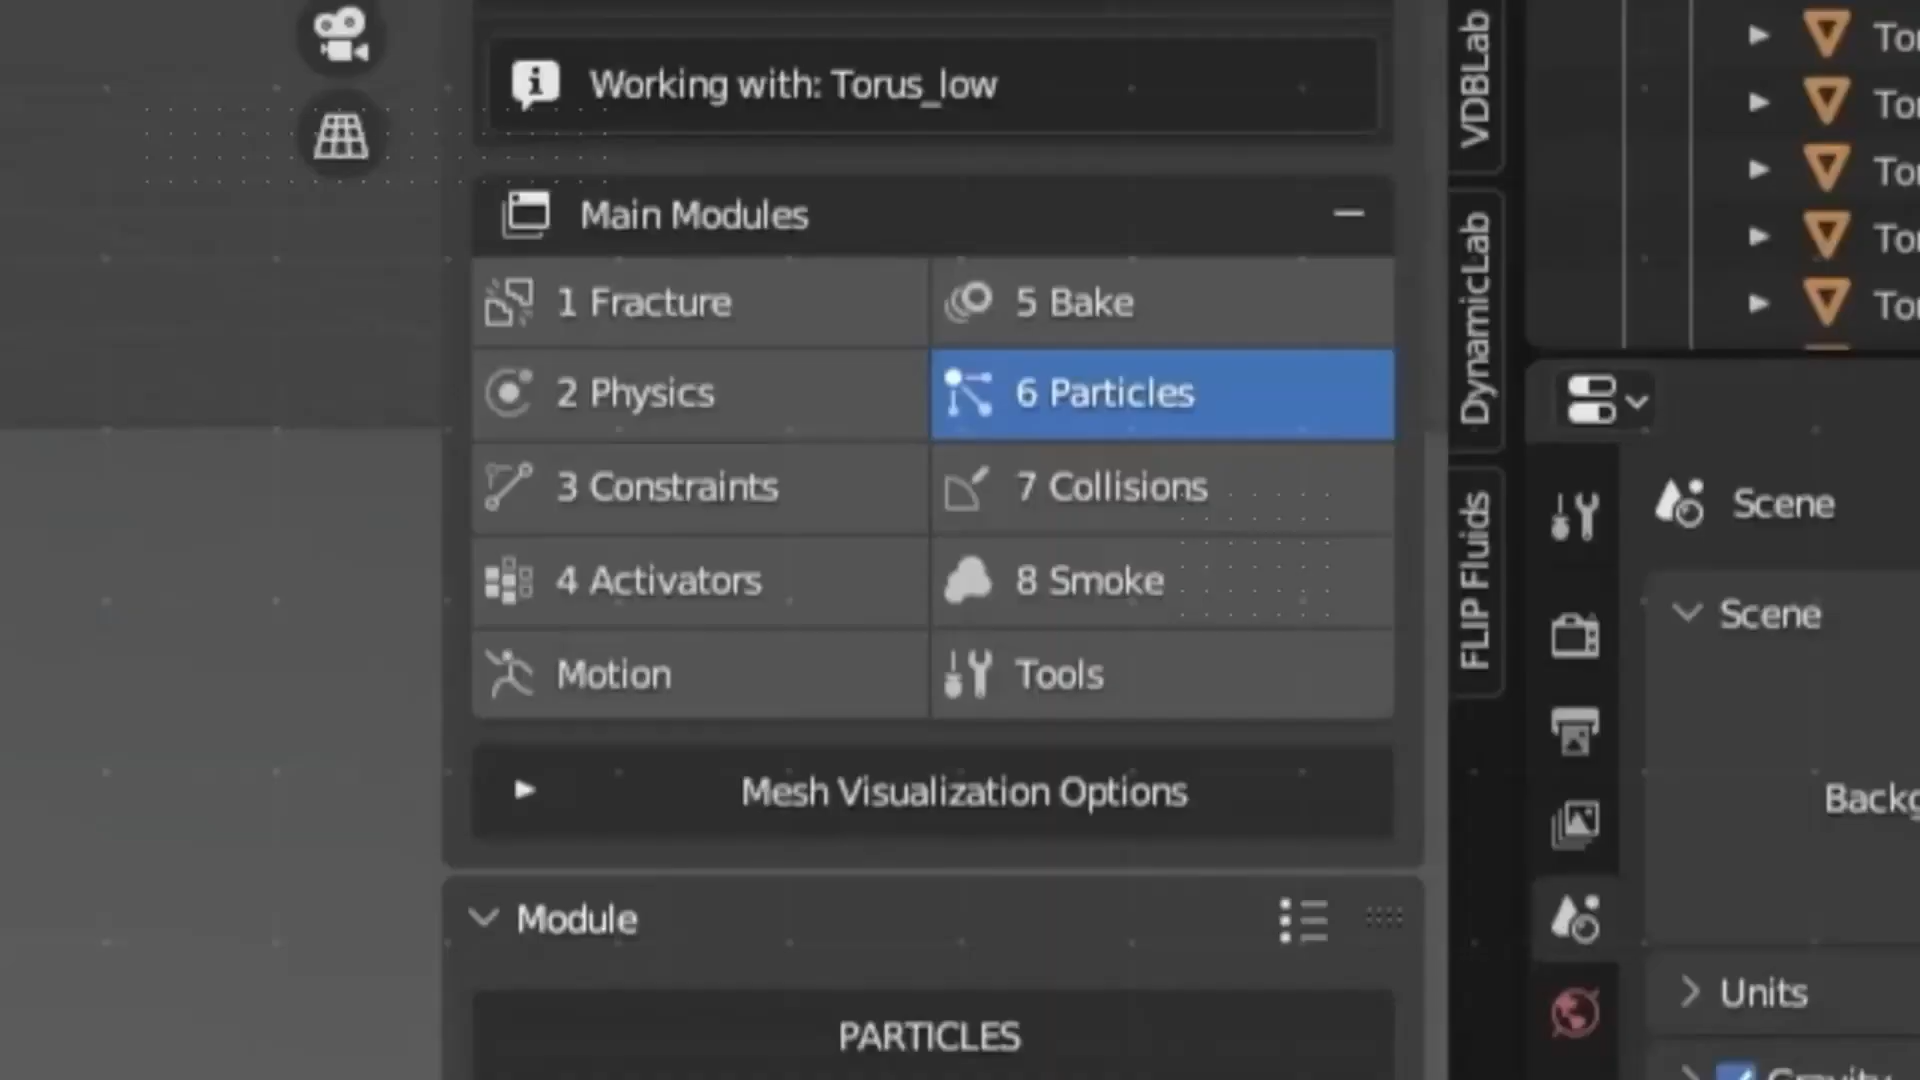 Working with: Torus_low
Main Modules
1 Fracture
5 Bake
2 Physics
6 Particles
3 Constraints
7 Collisions
4 Activators
8 Smoke
Motion
Tools
Mesh Visualization Options
Module
PARTICLES
VDBLab
DynamicLab
FLIP Fluids
Scene
Scene
Units